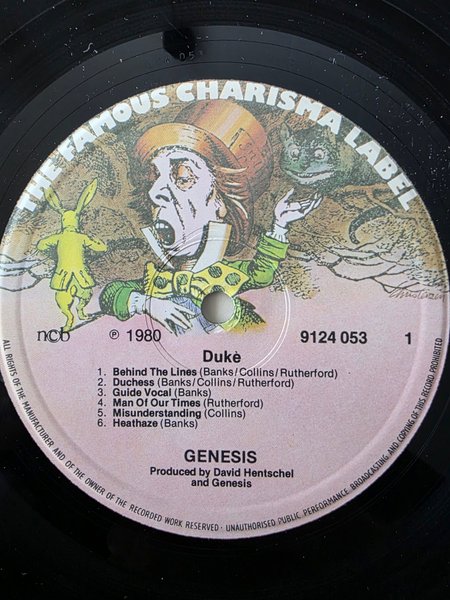 THE FAMOUS CHARISMA LABEL
ncb ℗ 1980 9124 053 1
Dukè
1. Behind The Lines (Banks/Collins/Rutherford)
2. Duchess (Banks/Collins/Rutherford)
3. Guide Vocal (Banks)
4. Man Of Our Times (Rutherford)
5. Misunderstanding (Collins)
6. Heathaze (Banks)
GENESIS
Produced by David Hentschel
and Genesis
ALL RIGHTS OF THE MANUFACTURER AND OF THE OWNER OF THE RECORDED WORK RESERVED · UNAUTHORISED PUBLIC PERFORMANCE, BROADCASTING AND COPYING OF THIS RECORD PROHIBITED